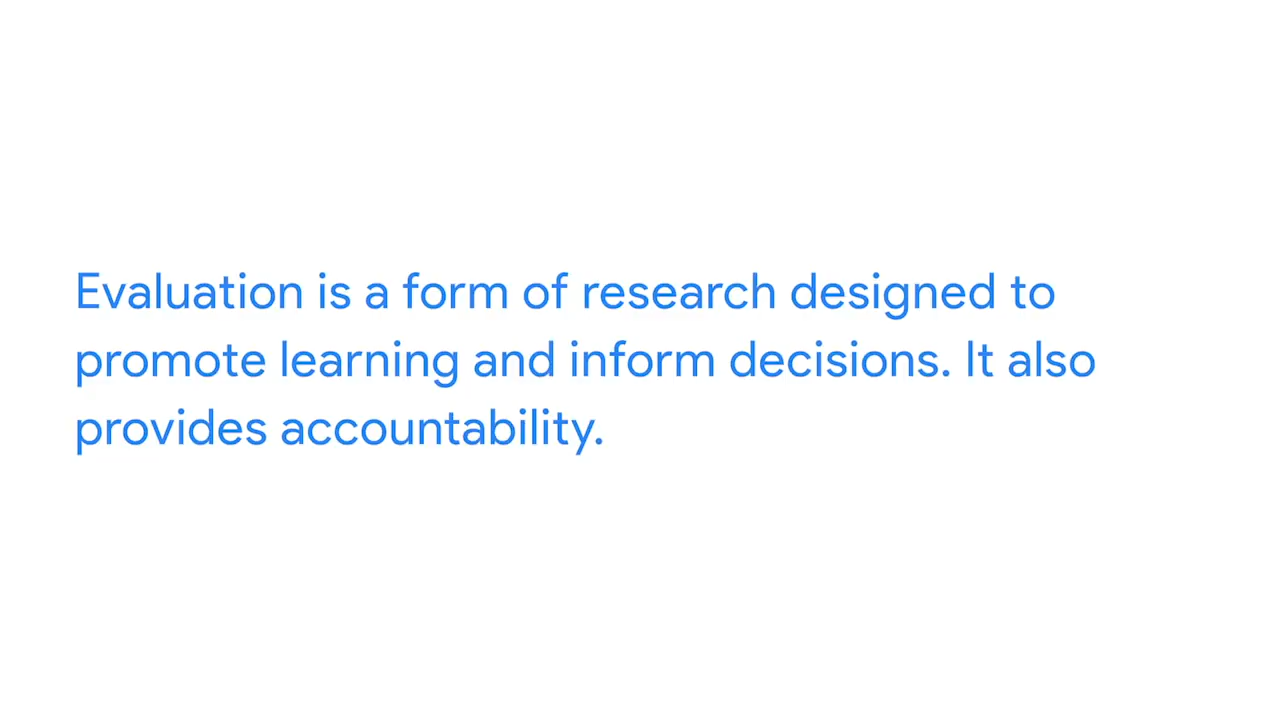 Evaluation is a form of research designed to
promote learning and inform decisions. It also
provides accountability.